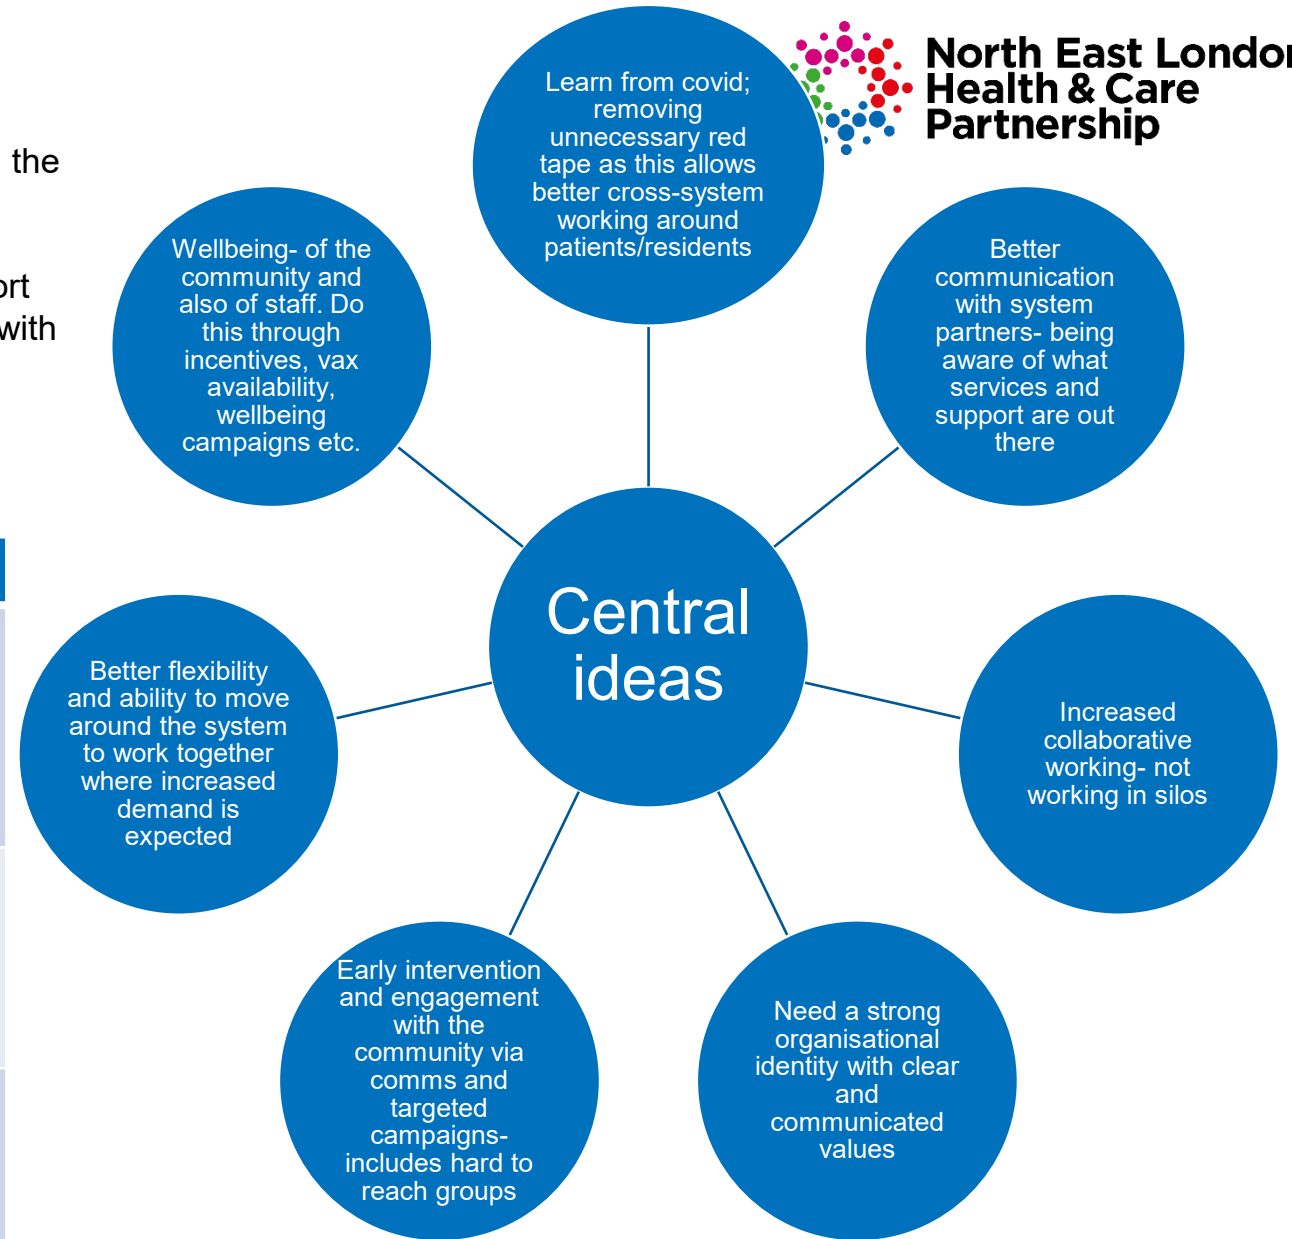 North East London
Health & Care
Partnership
the
ort
with
Learn from covid;
removing
unnecessary red
tape as this allows
better cross-system
working around
patients/residents
Wellbeing- of the
community and
also of staff. Do
this through
incentives, vax
availability,
wellbeing
campaigns etc.
Better
communication
with system
partners- being
aware of what
services and
support are out
there
Central
ideas
Better flexibility
and ability to move
around the system
to work together
where increased
demand is
expected
Increased
collaborative
working- not
working in silos
Early intervention
and engagement
with the
community via
comms and
targeted
campaigns-
includes hard to
reach groups
Need a strong
organisational
identity with clear
and
communicated
values